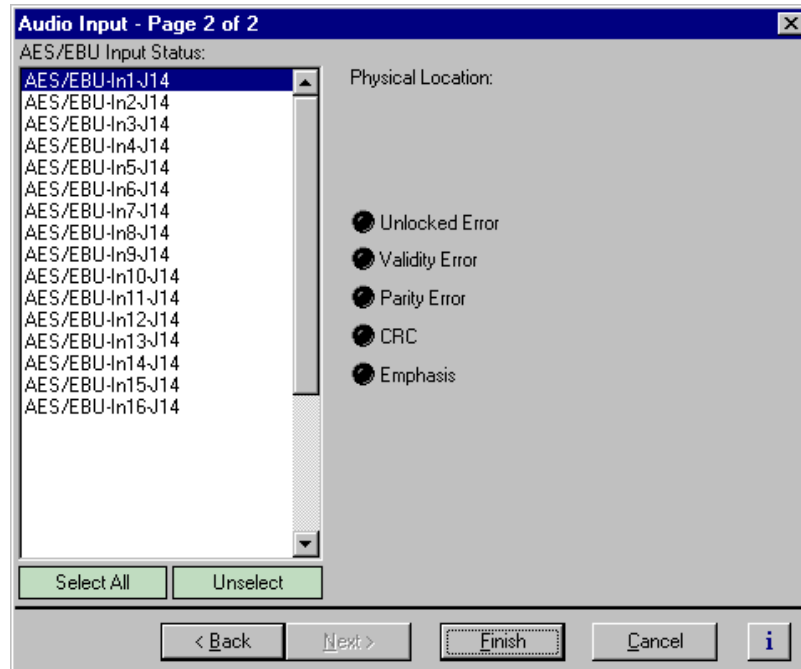 Audio Input - Page 2 of 2
AES/EBU Input Status:
AES/EBU-In1-J14
AES/EBU-In2-J14
AES/EBU-In3-J14
AES/EBU-In4-J14
AES/EBU-In5-J14
AES/EBU-In6-J14
AES/EBU-In7-J14
AES/EBU-In8-J14
AES/EBU-In9-J14
AES/EBU-In10-J14
AES/EBU-In11-J14
AES/EBU-In12-J14
AES/EBU-In13-J14
AES/EBU-In14-J14
AES/EBU-In15-J14
AES/EBU-In16-J14
Select All
Unselect
Physical Location:
Unlocked Error
Validity Error
Parity Error
CRC
Emphasis
< Back
Next >
Finish
Cancel
i